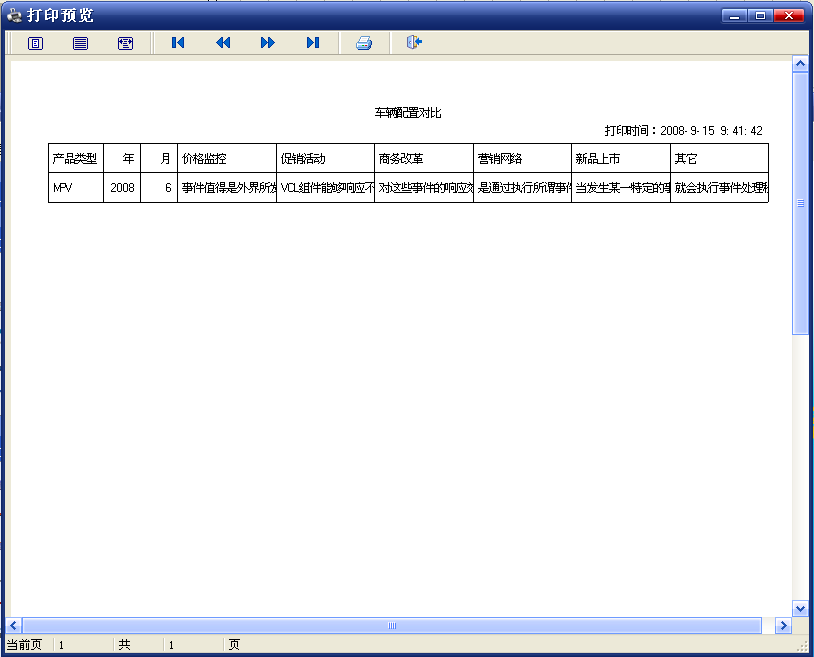 打印预览
车辆配置对比
打印时间：2008-9-15 9:41:42
产品类型 年 月 价格监控 促销活动 商务改革 营销网络 新品上市 其它
MPV 2008 6 事件值得是外界所发 VCL组件能够响应不 对这些事件的响应 是通过执行所谓事件 当发生某一特定的 就会执行事件处理
当前页 1 共 1 页